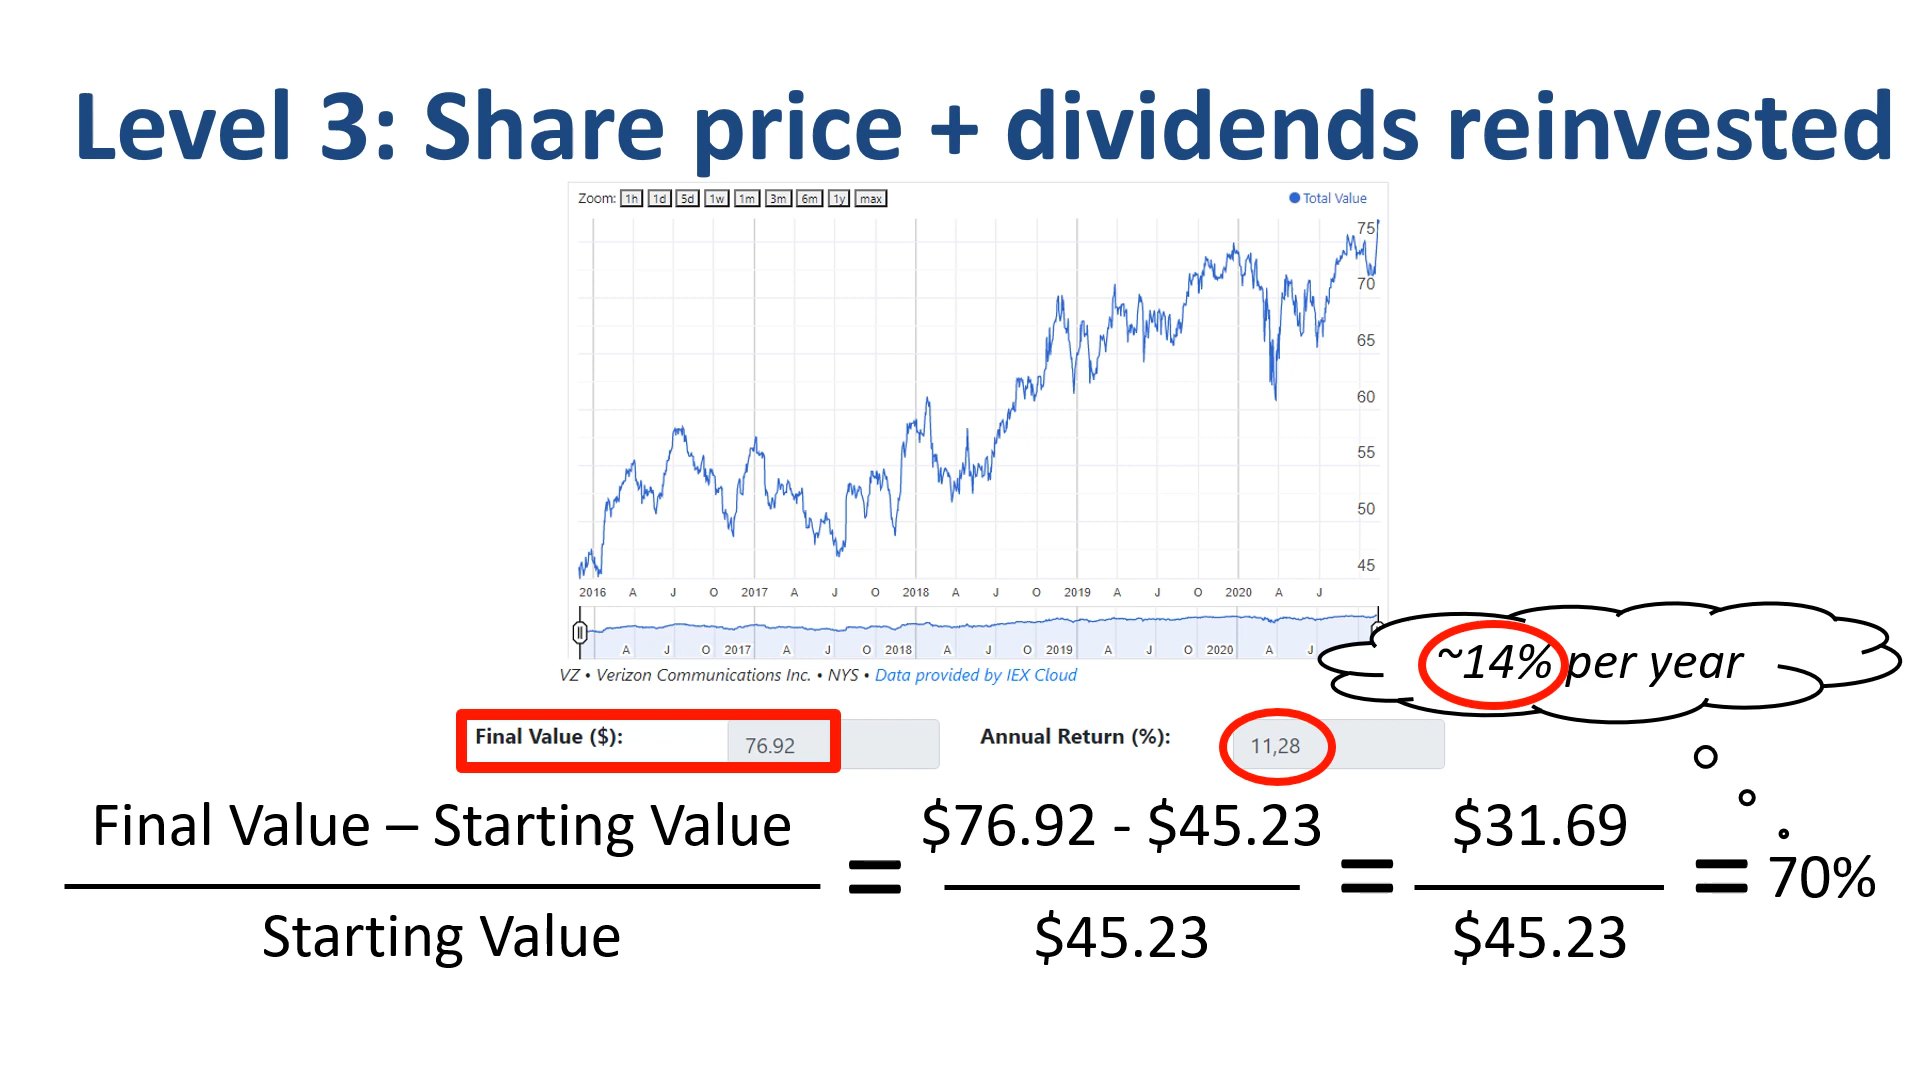 Level 3: Share price + dividends reinvested
Zoom: 1h 1d 5d 1w 1m 3m 6m 1y max
Total Value
75
70
65
60
55
50
45
2016 A J O 2017 A J O 2018 A J O 2019 A J O 2020 A J
A J O 2017 A J O 2018 A J O 2019 A J O 2020 A J
VZ • Verizon Communications Inc. • NYS • Data provided by IEX Cloud
~14% per year
Final Value ($): 76.92 Annual Return (%): 11,28
Final Value – Starting Value
Starting Value
=
$76.92 - $45.23
$45.23
=
$31.69
$45.23
= 70%